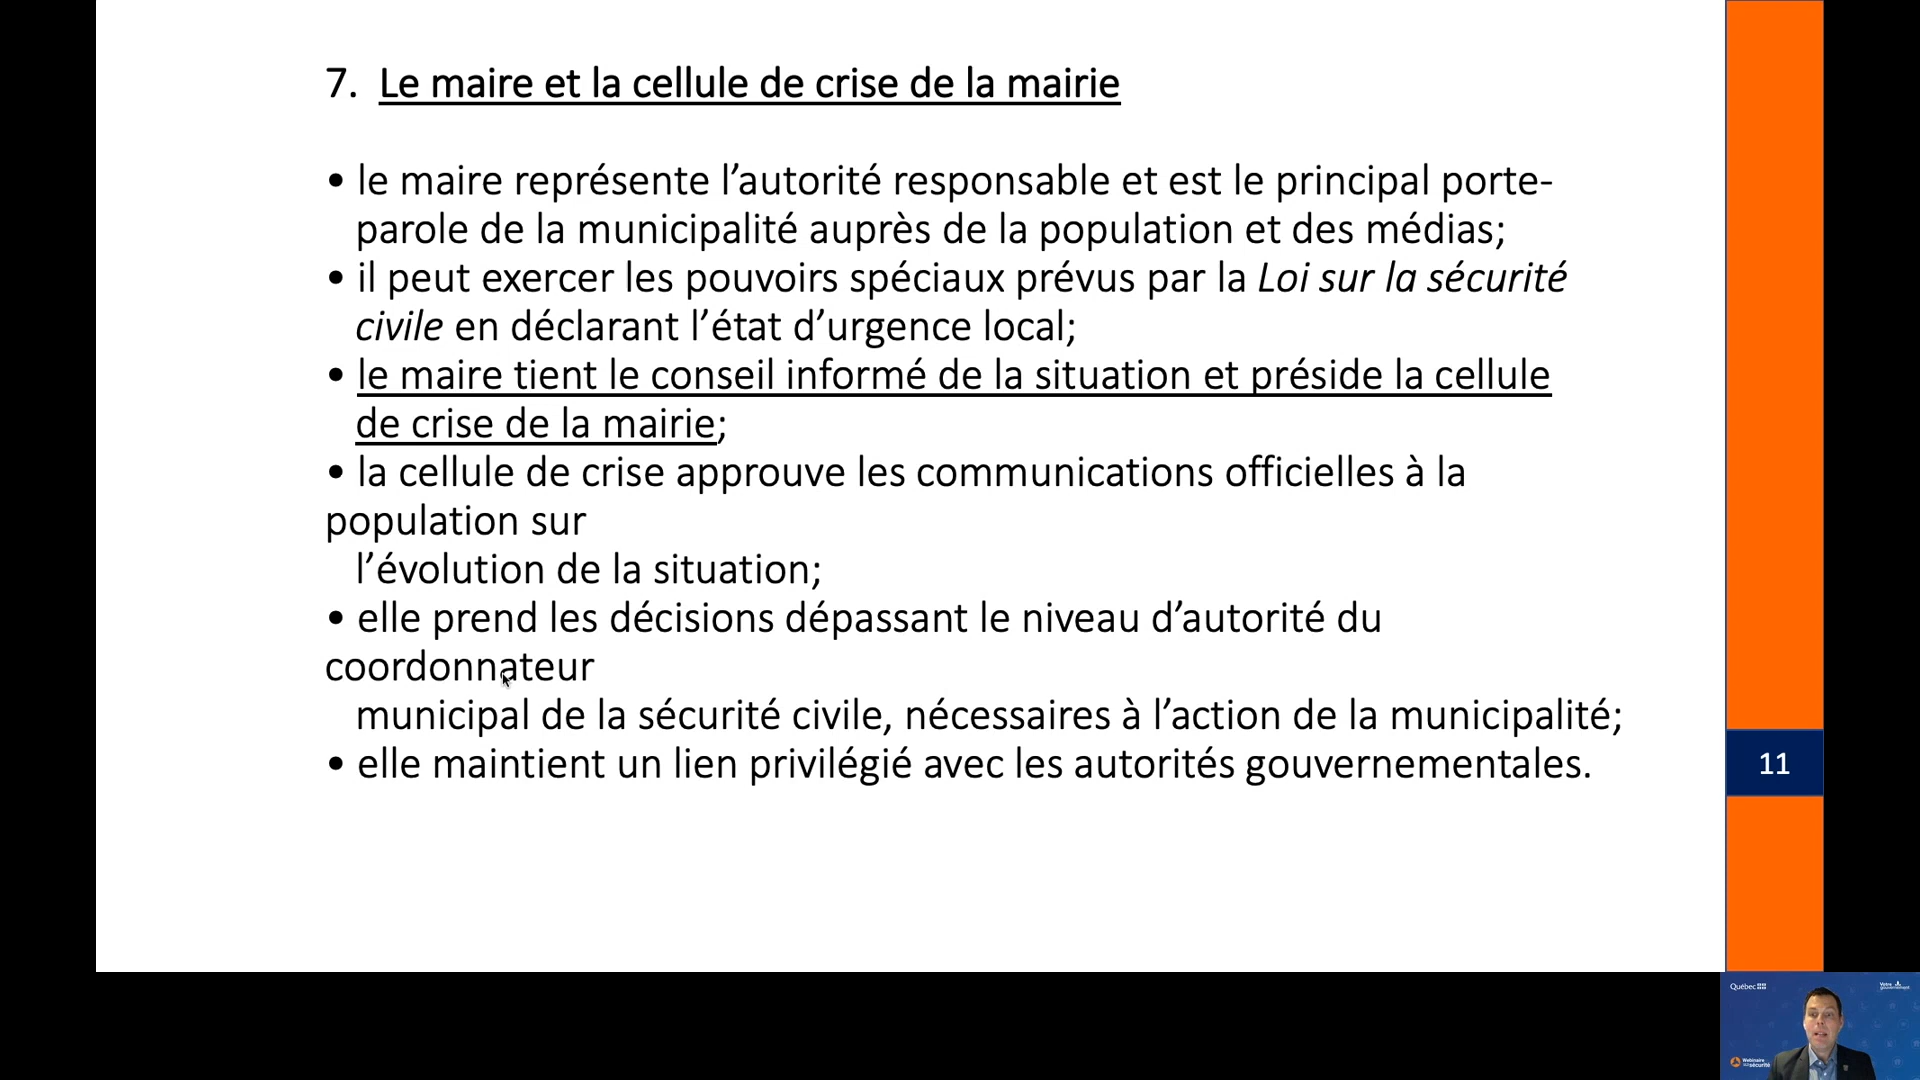 7. Le maire et la cellule de crise de la mairie
• le maire représente l’autorité responsable et est le principal porte-
parole de la municipalité auprès de la population et des médias;
• il peut exercer les pouvoirs spéciaux prévus par la Loi sur la sécurité
civile en déclarant l’état d’urgence local;
• le maire tient le conseil informé de la situation et préside la cellule
de crise de la mairie;
• la cellule de crise approuve les communications officielles à la
population sur
l’évolution de la situation;
• elle prend les décisions dépassant le niveau d’autorité du
coordonnateur
municipal de la sécurité civile, nécessaires à l’action de la municipalité;
• elle maintient un lien privilégié avec les autorités gouvernementales.
11
Québec
Votre
gouvernement
Webinaire
sécurité